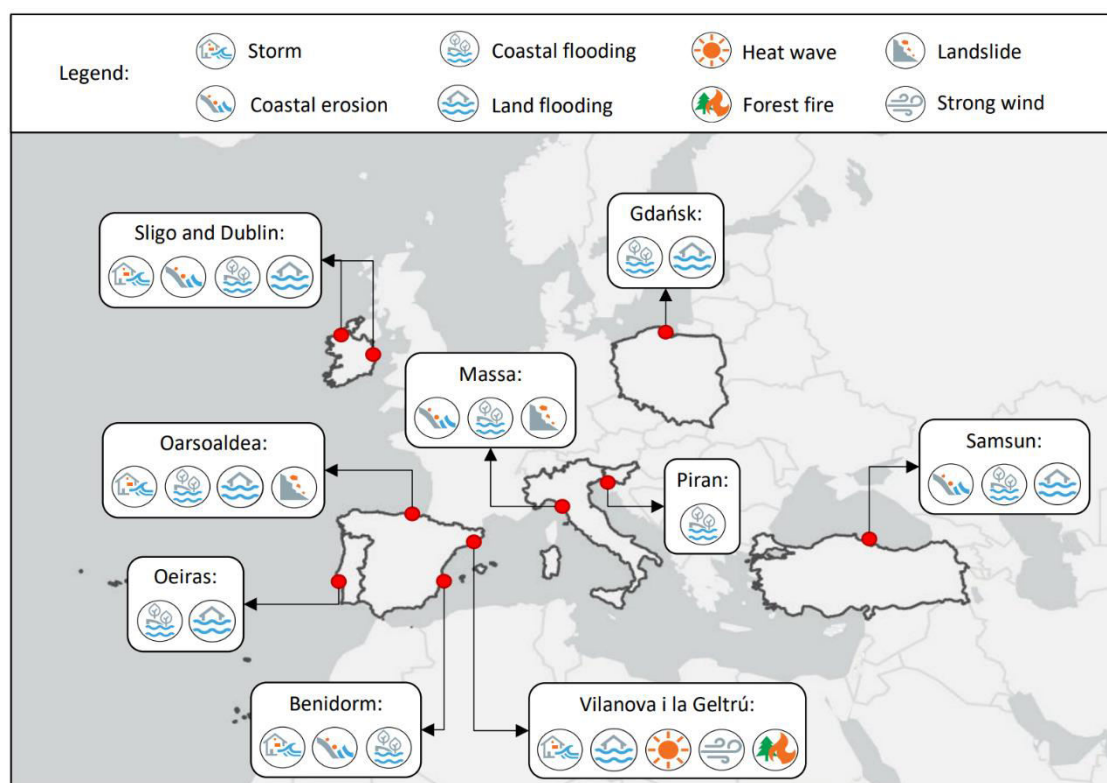 Legend:
Storm
Coastal flooding
Heat wave
Landslide
Coastal erosion
Land flooding
Forest fire
Strong wind
Sligo and Dublin:
Gdańsk:
Massa:
Oarsoaldea:
Samsun:
Piran:
Oeiras:
Benidorm:
Vilanova i la Geltrú: